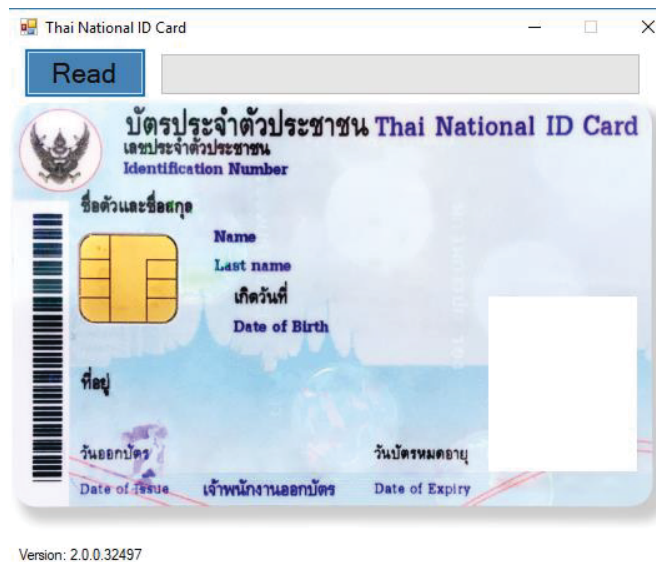 Thai National ID Card
Read
บัตรประจำตัวประชาชน Thai National ID Card
เลขประจำตัวประชาชน
Identification Number
ชื่อตัวและชื่อสกุล
Name
Last name
เกิดวันที่
Date of Birth
ที่อยู่
วันออกบัตร
วันบัตรหมดอายุ
Date of Issue
เจ้าพนักงานออกบัตร
Date of Expiry
Version: 2.0.0.32497